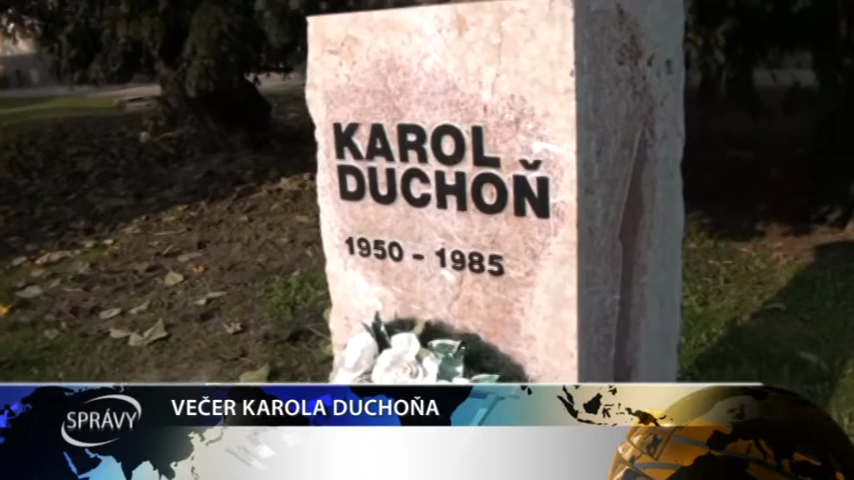 KAROL
DUCHOŇ
1950 - 1985
SPRÁVY
VEČER KAROLA DUCHOŇA